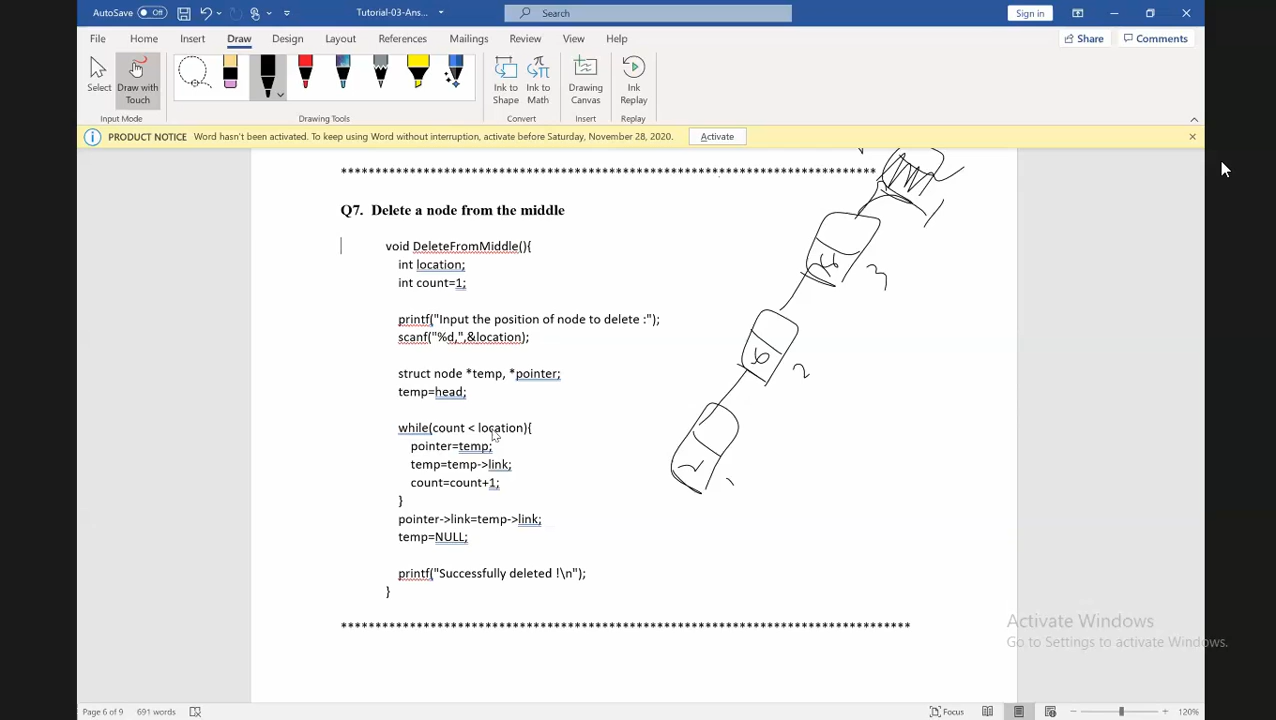 AutoSave Off Tutorial-03-Ans... Search Sign in
File Home Insert Draw Design Layout References Mailings Review View Help Share Comments
Select Draw with Touch Ink to Shape Ink to Math Drawing Canvas Ink Replay
Input Mode Drawing Tools Convert Insert Replay
PRODUCT NOTICE Word hasn't been activated. To keep using Word without interruption, activate before Saturday, November 28, 2020. Activate
Q7. Delete a node from the middle
void DeleteFromMiddle(){
int location;
int count=1;
printf("Input the position of node to delete :");
scanf("%d,",&location);
struct node *temp, *pointer;
temp=head;
while(count < location){
pointer=temp;
temp=temp->link;
count=count+1;
}
pointer->link=temp->link;
temp=NULL;
printf("Successfully deleted !\n");
}
3
6
2
2
Activate Windows
Go to Settings to activate Windows.
Page 6 of 9 691 words Focus 120%